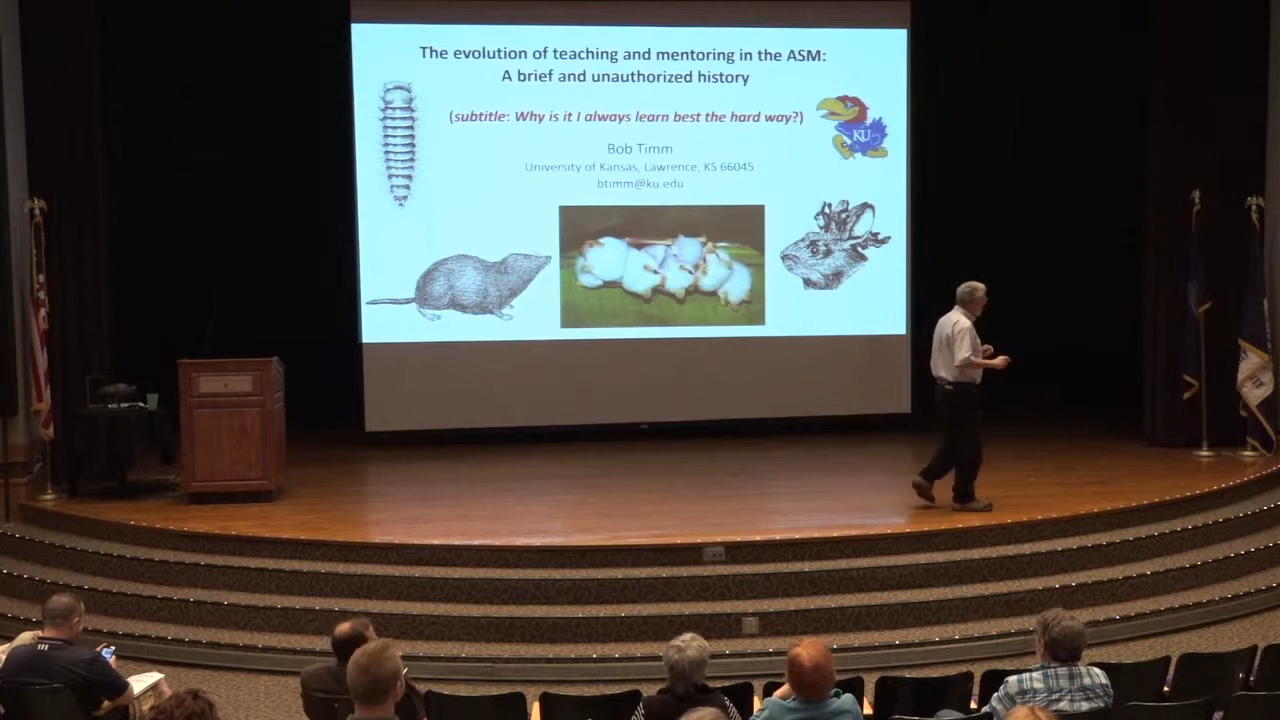 The evolution of teaching and mentoring in the ASM:
A brief and unauthorized history
(subtitle: Why is it I always learn best the hard way?)
KU
Bob Timm
University of Kansas, Lawrence, KS 66045
btimm@ku.edu